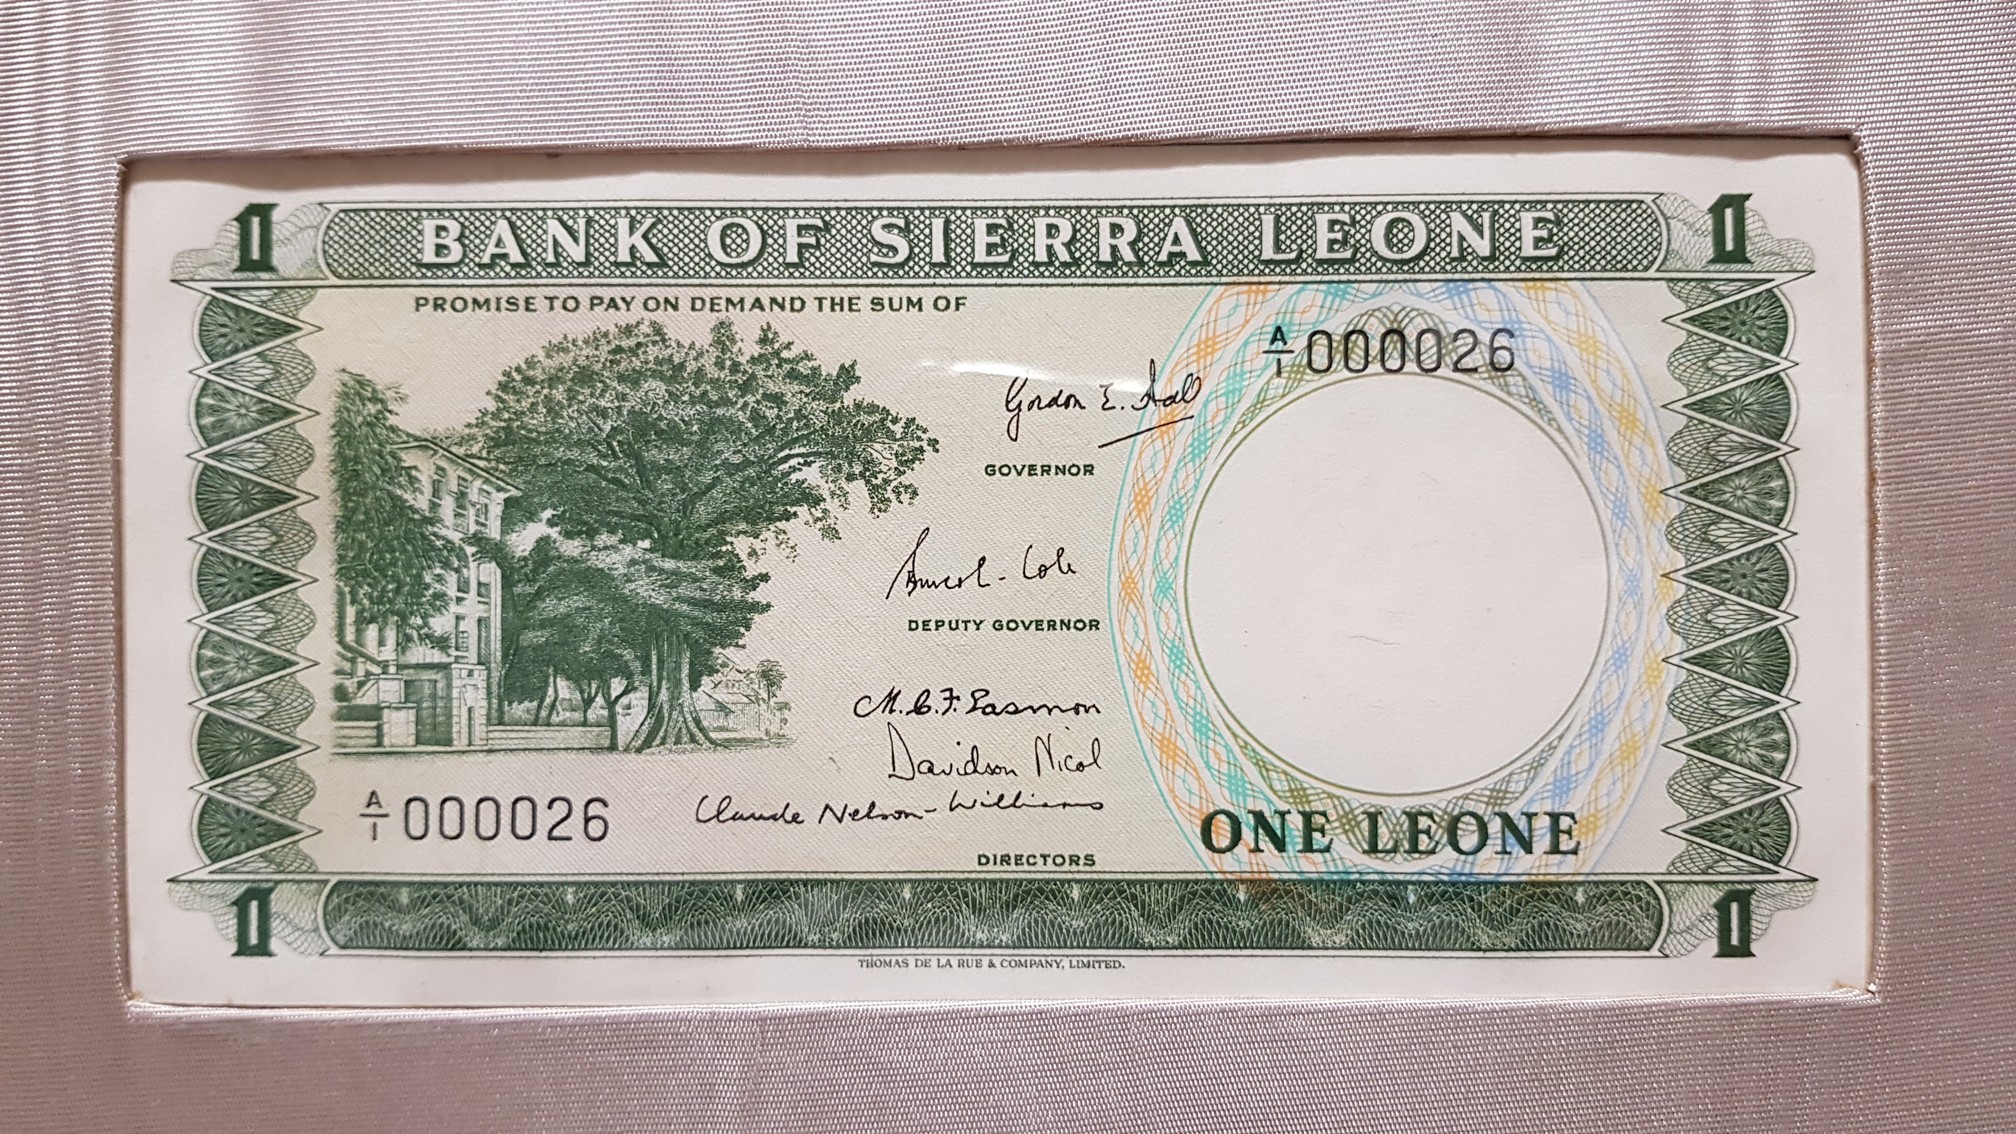 1 BANK OF SIERRA LEONE 1
PROMISE TO PAY ON DEMAND THE SUM OF
A/1 000026
Gordon E. Hall
GOVERNOR
DEPUTY GOVERNOR
M.C.F. Easmon
Davidson Nicol
Claude Nelson-Williams
A/1 000026
ONE LEONE
DIRECTORS
1 1
THOMAS DE LA RUE & COMPANY, LIMITED.